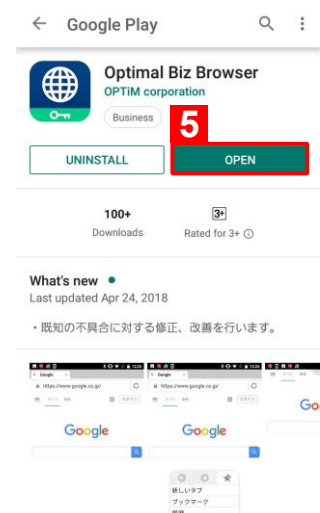 Google Play
Optimal Biz Browser
OPTiM corporation
Business
5
UNINSTALL
OPEN
100+
3+
Downloads
Rated for 3+
What's new
Last updated Apr 24, 2018
・既知の不具合に対する修正、改善を行います。
Google
Google
https://www.google.co.jp/
https://www.google.co.jp/
Google
Google
Go
新しいタブ
ブックマーク